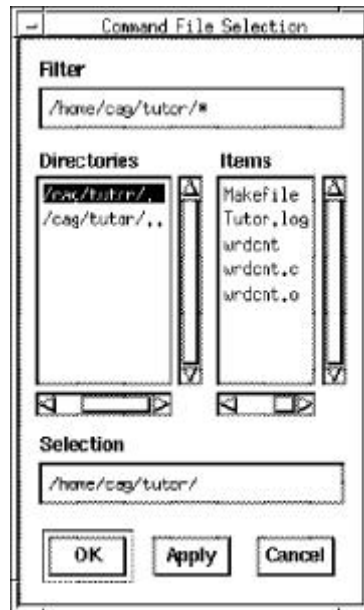 Command File Selection
Filter
/home/cag/tutor/*
Directories
/cag/tutor/.
/cag/tutor/..
Items
Makefile
Tutor.log
wrdcnt
wrdcnt.c
wrdcnt.o
Selection
/home/cag/tutor/
OK
Apply
Cancel